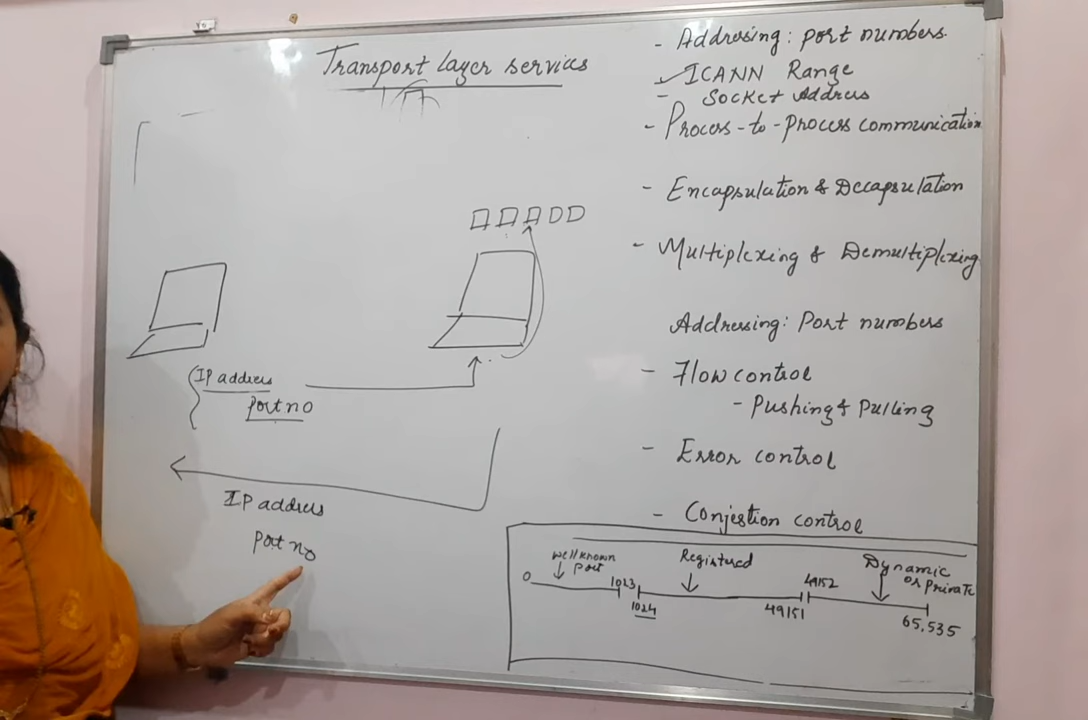 Transport layer services
- Addressing: port numbers.
- ICANN Range
- Socket Address
- Process-to-Process communication
- Encapsulation & Decapsulation
- Multiplexing & Demultiplexing
Addressing: Port numbers
- Flow control
- Pushing & Pulling
- Error control
- Conjestion control
IP address
Port no
IP address
Port no
well known
port
Registered
Dynamic
or private
0
1023
1024
49151
49152
65,535